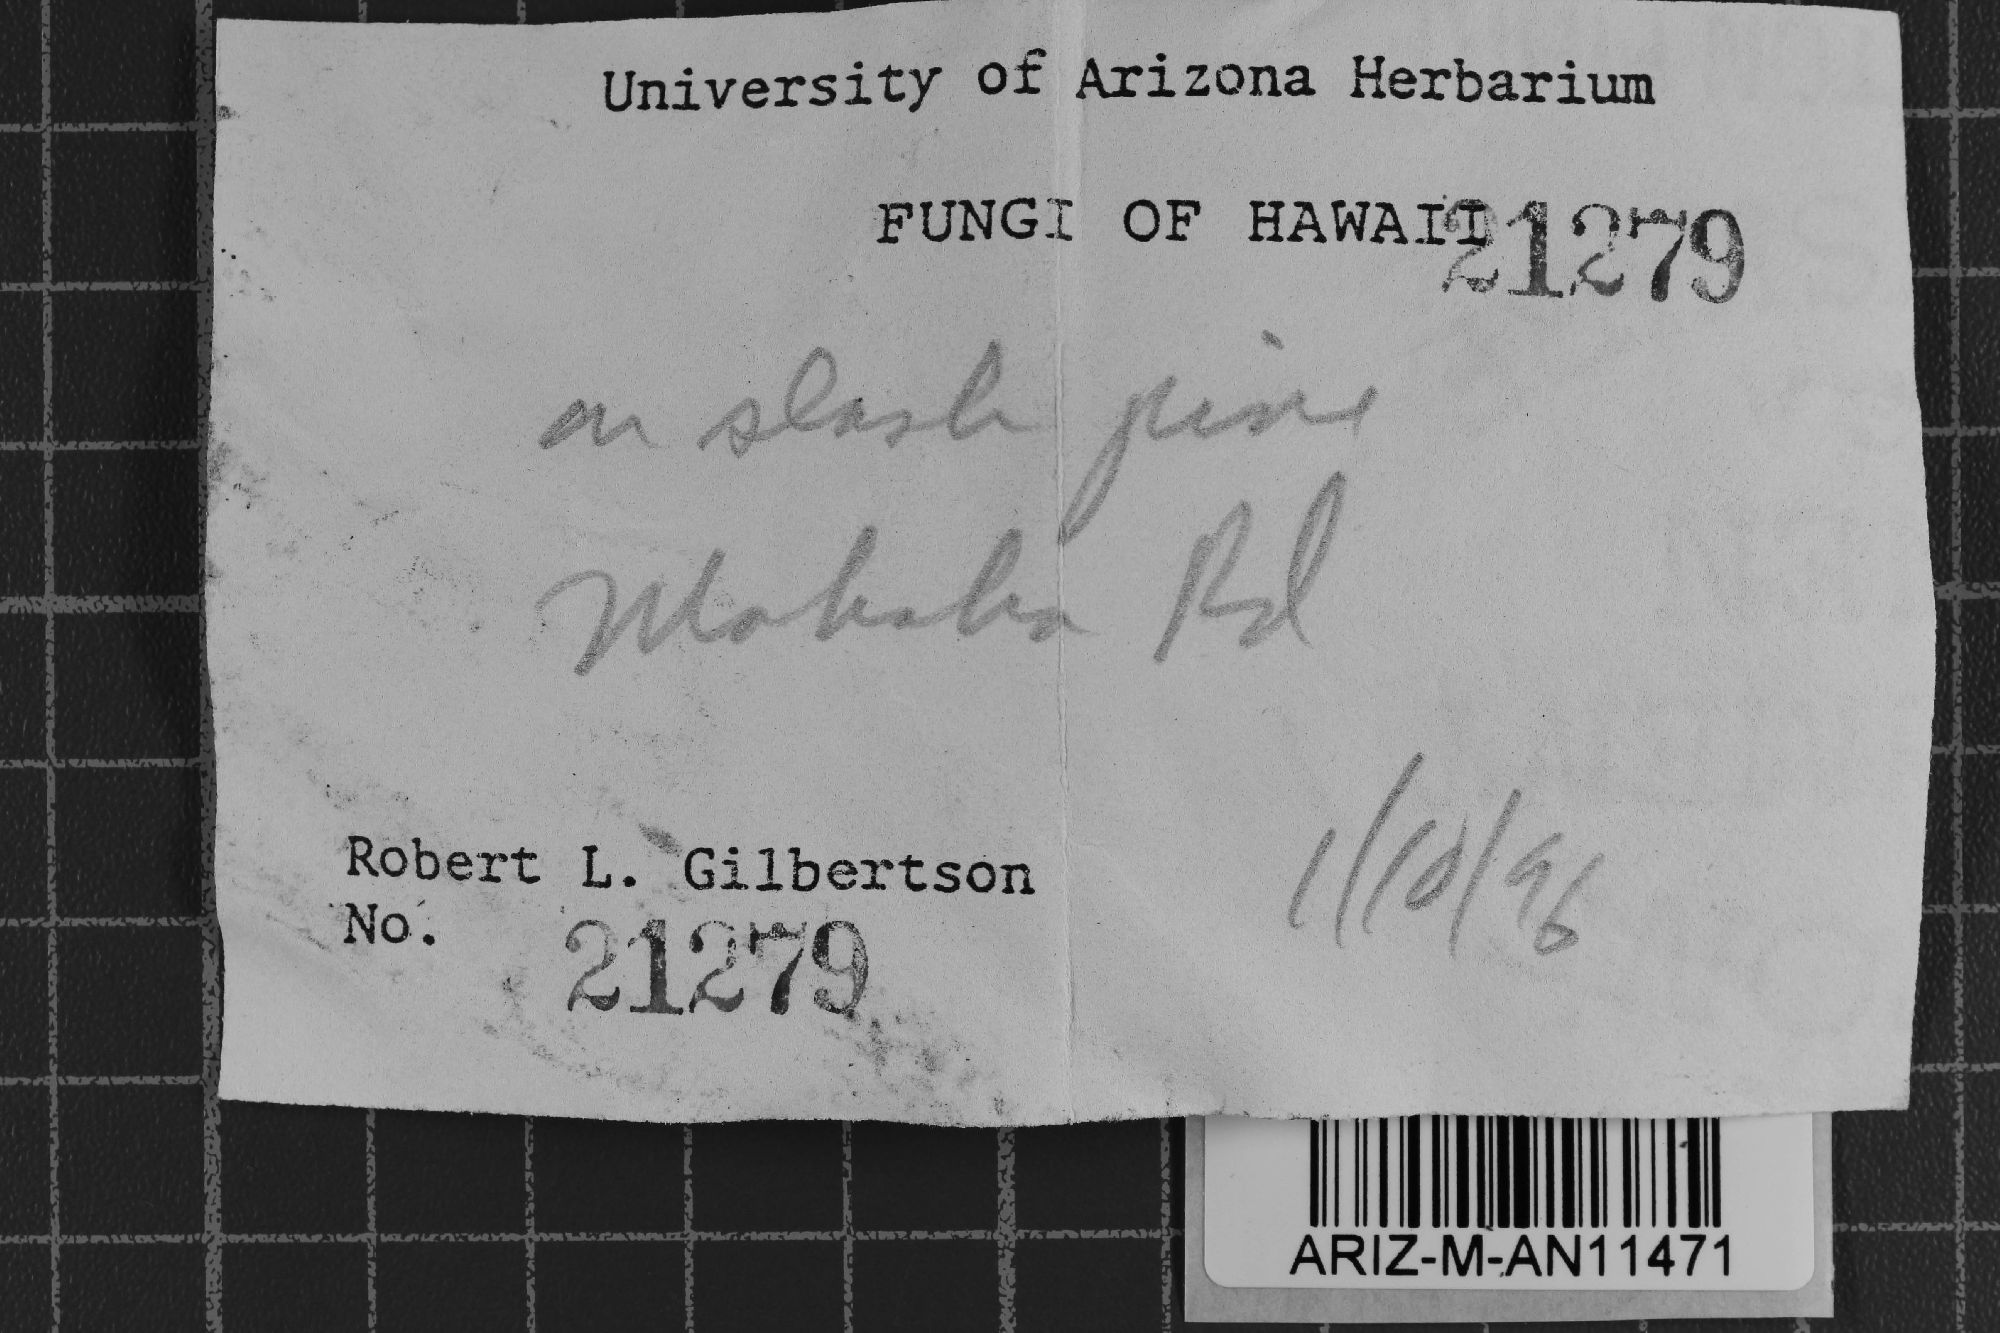 University of Arizona Herbarium
FUNGI OF HAWAII
21279
on slash pine
Rd
1/10/96
Robert L. Gilbertson
No. 21279
ARIZ-M-AN11471